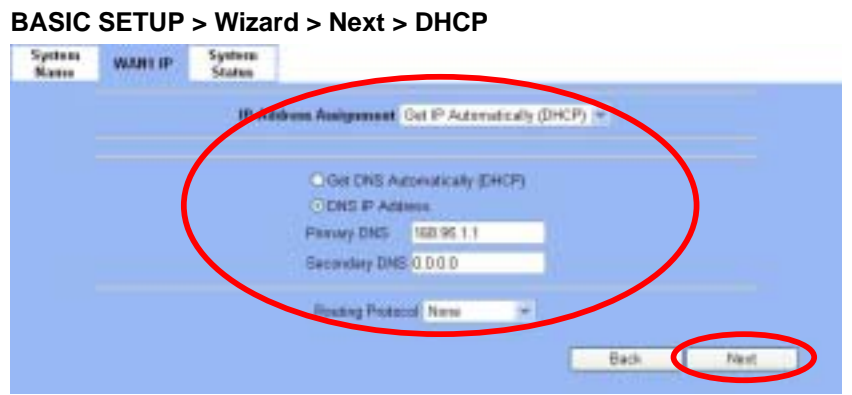 BASIC SETUP > Wizard > Next > DHCP
System Name
WAN1 IP
System Status
IP Address Assignment Get IP Automatically (DHCP)
Get DNS Automatically (DHCP)
DNS IP Address
Primary DNS 168.95.1.1
Secondary DNS 0.0.0.0
Routing Protocol None
Back Next